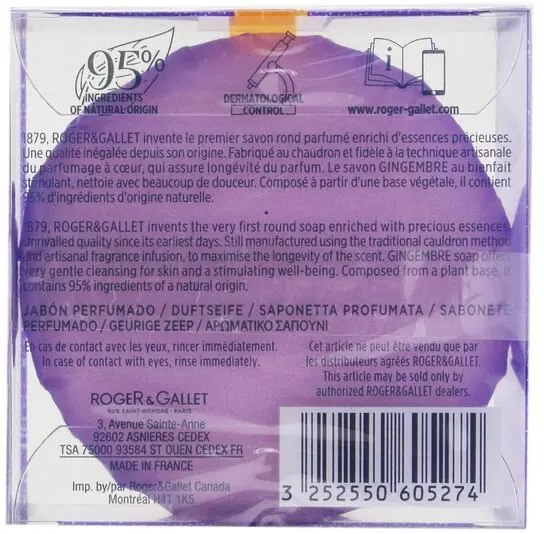 95%
INGREDIENTS
OF NATURAL ORIGIN
DERMATOLOGICAL
CONTROL
i
www.roger-gallet.com
1879, ROGER&GALLET invente le premier savon rond parfumé enrichi d'essences précieuses.
Une qualité inégalée depuis son origine. Fabriqué au chaudron et fidèle à la technique artisanale
du parfumage à cœur, qui assure longévité du parfum. Le savon GINGEMBRE au bienfait
stimulant, nettoie avec beaucoup de douceur. Composé à partir d'une base végétale, il contient
95% d'ingrédients d'origine naturelle.
1879, ROGER&GALLET invents the very first round soap enriched with precious essences.
Unrivalled quality since its earliest days. Still manufactured using the traditional cauldron method
and artisanal fragrance infusion, to maximise the longevity of the scent. GINGEMBRE soap offers
very gentle cleansing for skin and a stimulating well-being. Composed from a plant base, it
contains 95% ingredients of a natural origin.
JABÓN PERFUMADO / DUFTSEIFE / SAPONETTA PROFUMATA / SABONETE
PERFUMADO / GEURIGE ZEEP / ΑΡΩΜΑΤΙΚΟ ΣΑΠΟΥΝΙ
En cas de contact avec les yeux, rincer immédiatement.
In case of contact with eyes, rinse immediately.
Cet article ne peut être vendu que par
les distributeurs agréés ROGER&GALLET.
This article may be sold only by
authorized ROGER&GALLET dealers.
ROGER & GALLET
RUE SAINT-HONORÉ - PARIS
3, Avenue Sainte-Anne
92602 ASNIERES CEDEX
TSA 75000 93584 ST OUEN CEDEX FR
MADE IN FRANCE
Imp. by/par Roger&Gallet Canada
Montréal H4T 1K5
3 252550 605274